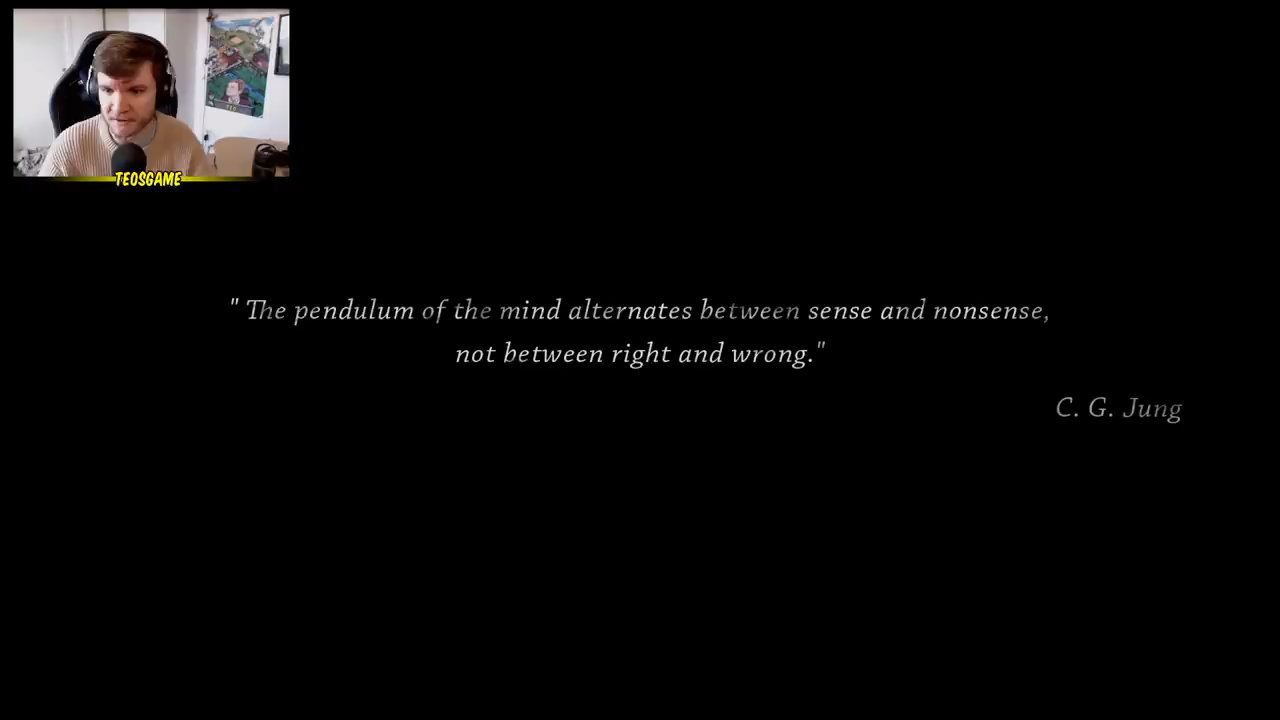 TEOSGAME
" The pendulum of the mind alternates between sense and nonsense,
not between right and wrong."
C. G. Jung